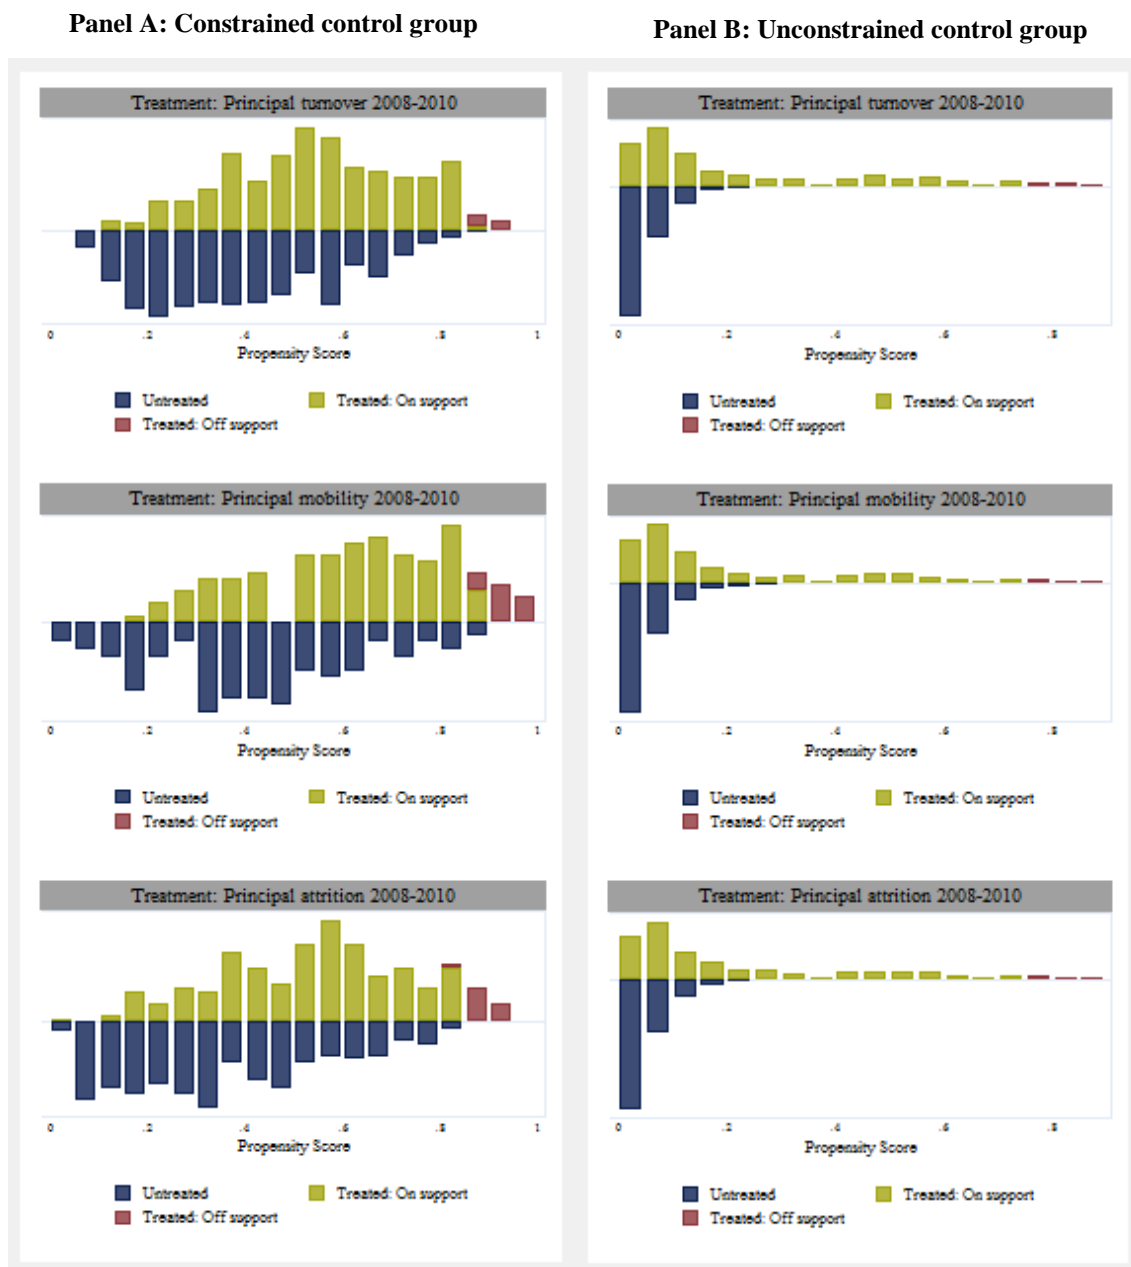 Panel A: Constrained control group
Panel B: Unconstrained control group
Treatment: Principal turnover 2008-2010
0 .2 .4 .6 .8 1
Propensity Score
Untreated
Treated: On support
Treated: Off support
Treatment: Principal mobility 2008-2010
0 .2 .4 .6 .8 1
Propensity Score
Untreated
Treated: On support
Treated: Off support
Treatment: Principal attrition 2008-2010
0 .2 .4 .6 .8 1
Propensity Score
Untreated
Treated: On support
Treated: Off support
Treatment: Principal turnover 2008-2010
0 .2 .4 .6 .8
Propensity Score
Untreated
Treated: On support
Treated: Off support
Treatment: Principal mobility 2008-2010
0 .2 .4 .6 .8
Propensity Score
Untreated
Treated: On support
Treated: Off support
Treatment: Principal attrition 2008-2010
0 .2 .4 .6 .8
Propensity Score
Untreated
Treated: On support
Treated: Off support